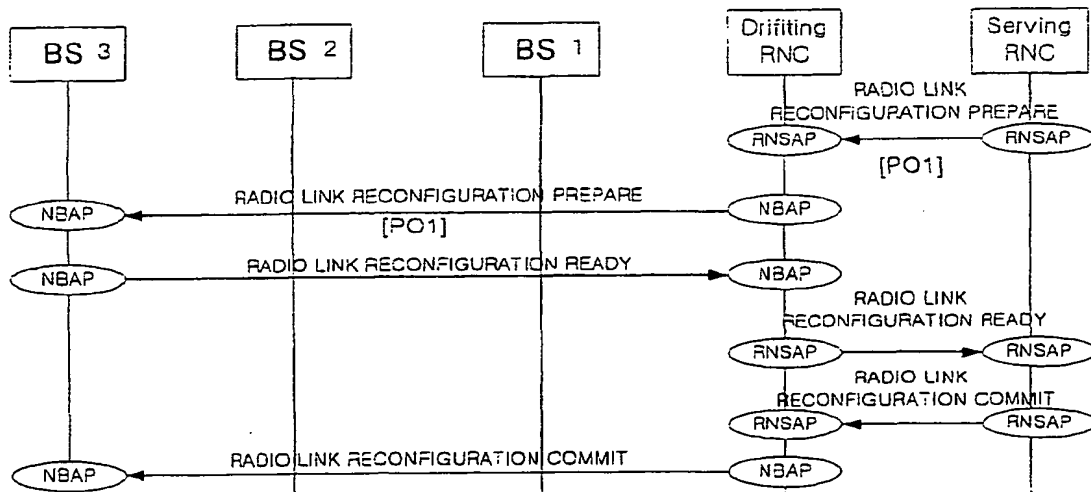 BS 3
BS 2
BS 1
Drifiting
RNC
Serving
RNC
RADIO LINK
RECONFIGURATION PREPARE
RNSAP
RNSAP
[PO1]
RADIO LINK RECONFIGURATION PREPARE
NBAP
NBAP
[PO1]
RADIO LINK RECONFIGURATION READY
NBAP
NBAP
RADIO LINK
RECONFIGURATION READY
RNSAP
RNSAP
RADIO LINK
RECONFIGURATION COMMIT
RNSAP
RNSAP
RADIO LINK RECONFIGURATION COMMIT
NBAP
NBAP